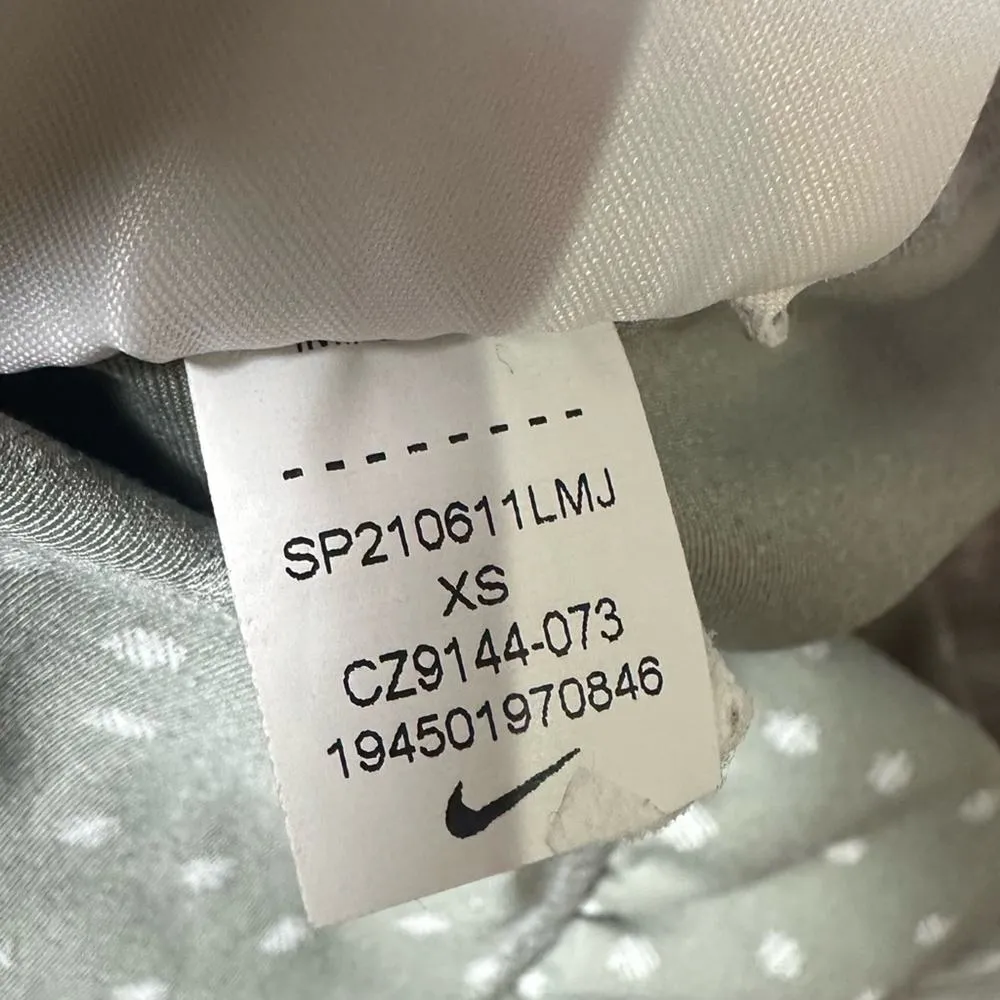 - - - - - - - -
SP210611LMJ
XS
CZ9144-073
194501970846